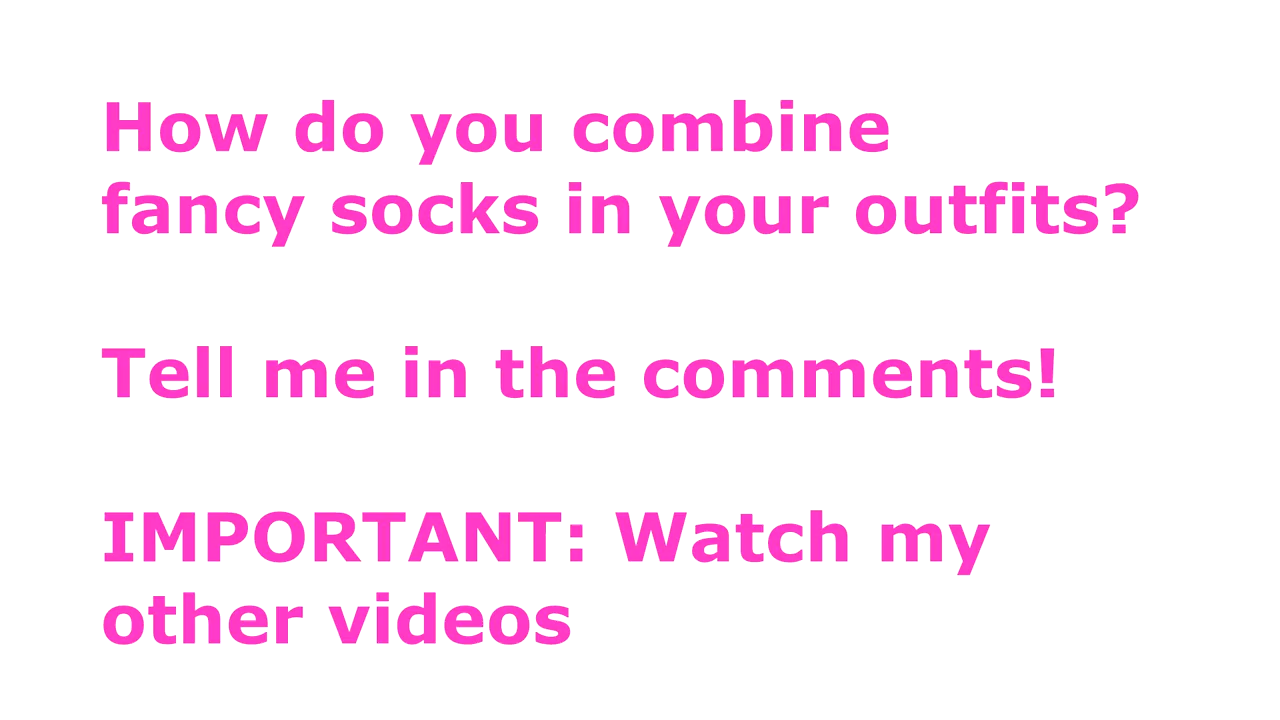 How do you combine
fancy socks in your outfits?
Tell me in the comments!
IMPORTANT: Watch my
other videos